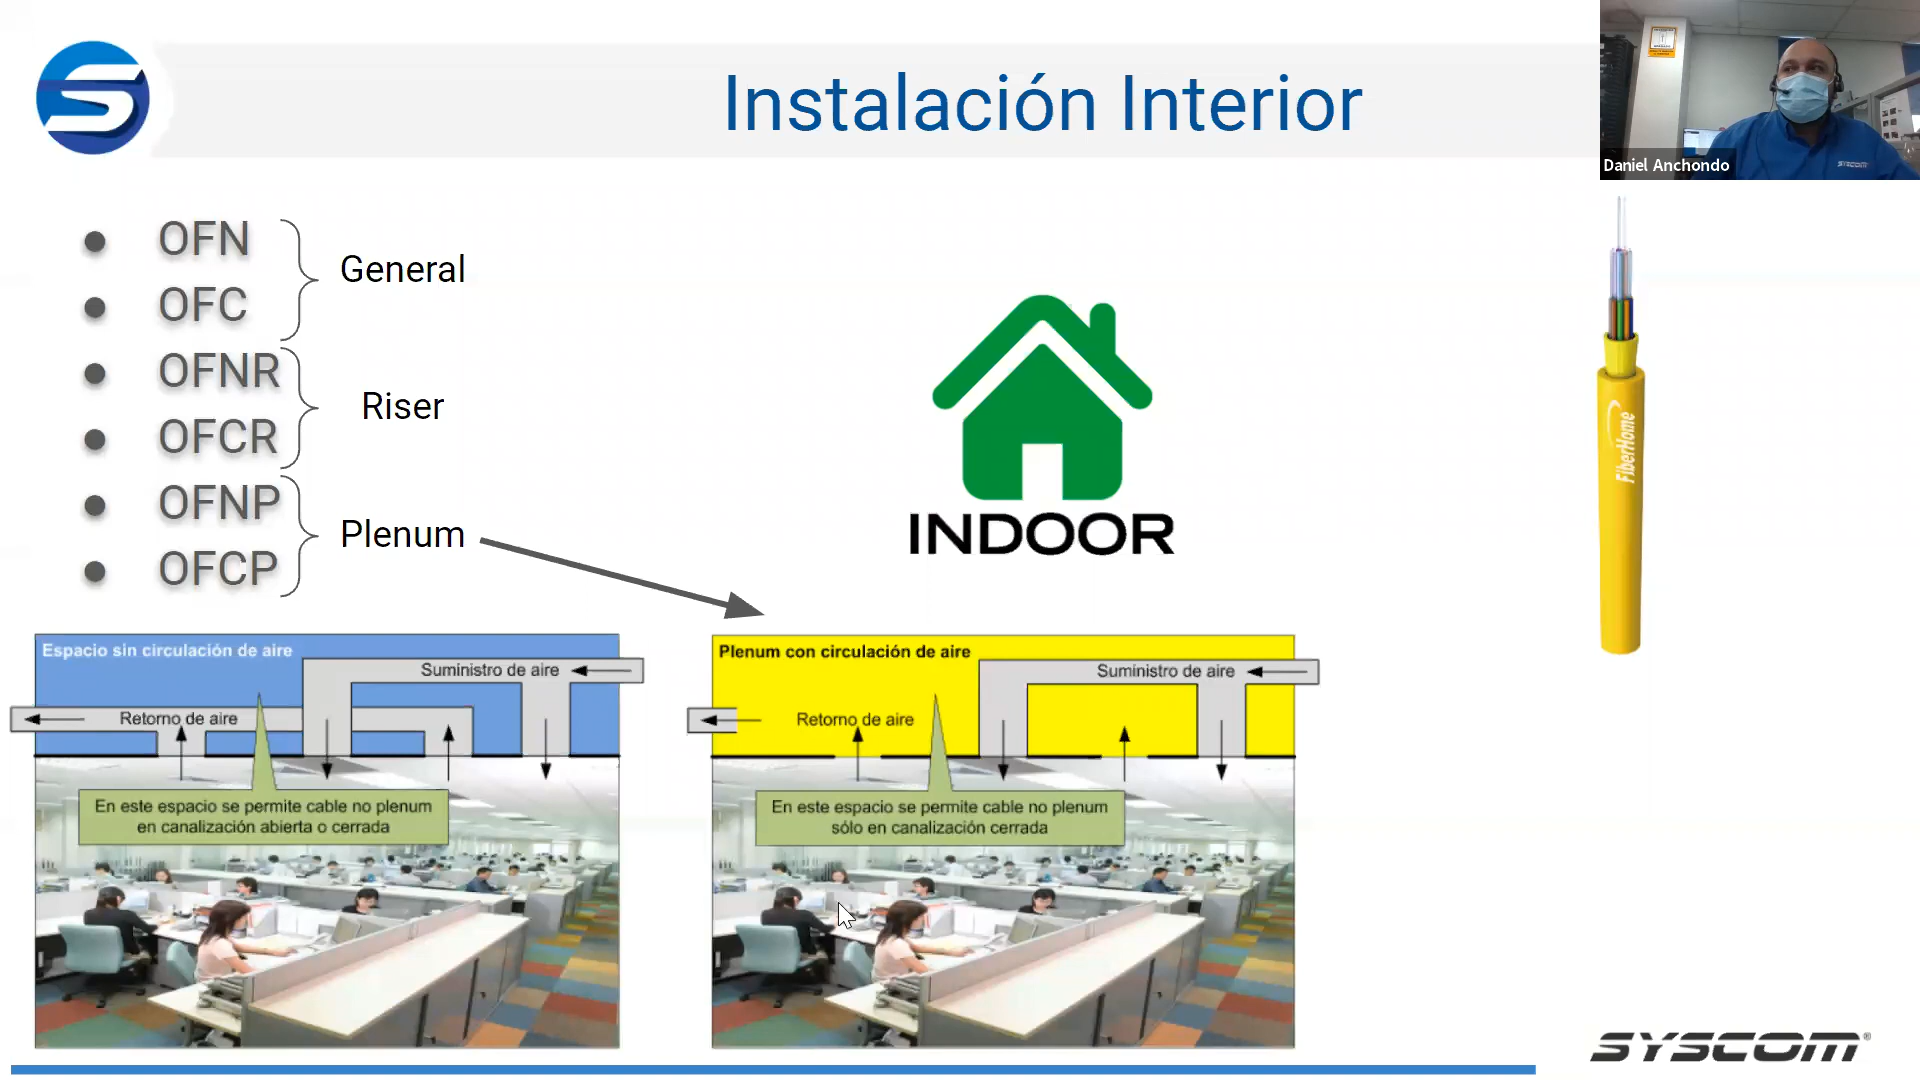 Instalación Interior
Daniel Anchondo
SYSCOM
OFN
OFC
General
OFNR
OFCR
Riser
OFNP
OFCP
Plenum
INDOOR
FiberHome
Espacio sin circulación de aire
Suministro de aire
Retorno de aire
En este espacio se permite cable no plenum
en canalización abierta o cerrada
Plenum con circulación de aire
Suministro de aire
Retorno de aire
En este espacio se permite cable no plenum
sólo en canalización cerrada
SYSCOM®